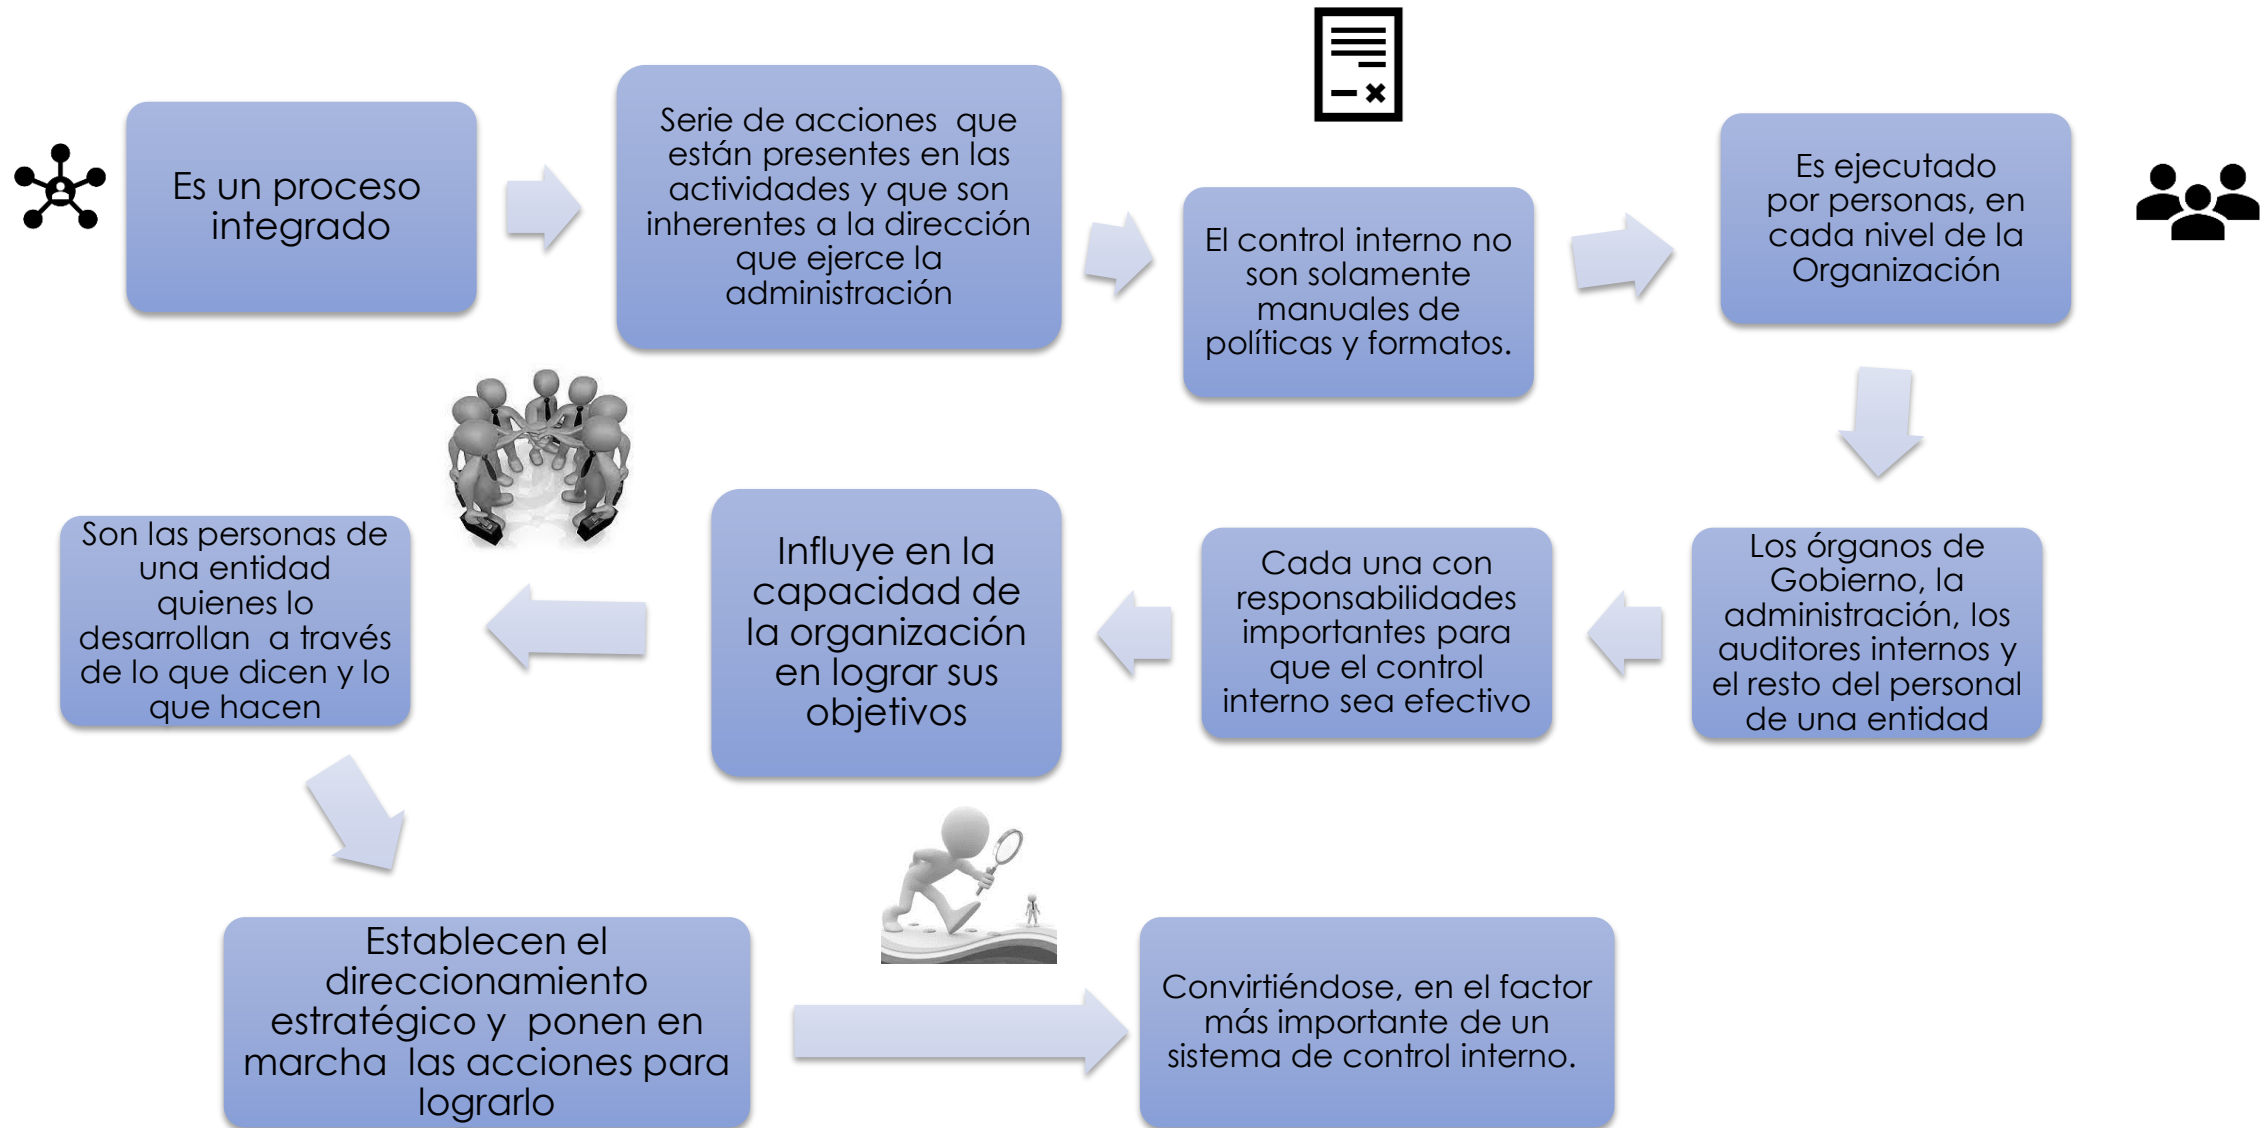 Es un proceso
integrado
Serie de acciones que
están presentes en las
actividades y que son
inherentes a la dirección
que ejerce la
administración
El control interno no
son solamente
manuales de
políticas y formatos.
Es ejecutado
por personas, en
cada nivel de la
Organización
Los órganos de
Gobierno, la
administración, los
auditores internos y
el resto del personal
de una entidad
Cada una con
responsabilidades
importantes para
que el control
interno sea efectivo
Influye en la
capacidad de
la organización
en lograr sus
objetivos
Son las personas de
una entidad
quienes lo
desarrollan a través
de lo que dicen y lo
que hacen
Establecen el
direccionamiento
estratégico y ponen en
marcha las acciones para
lograrlo
Convirtiéndose, en el factor
más importante de un
sistema de control interno.